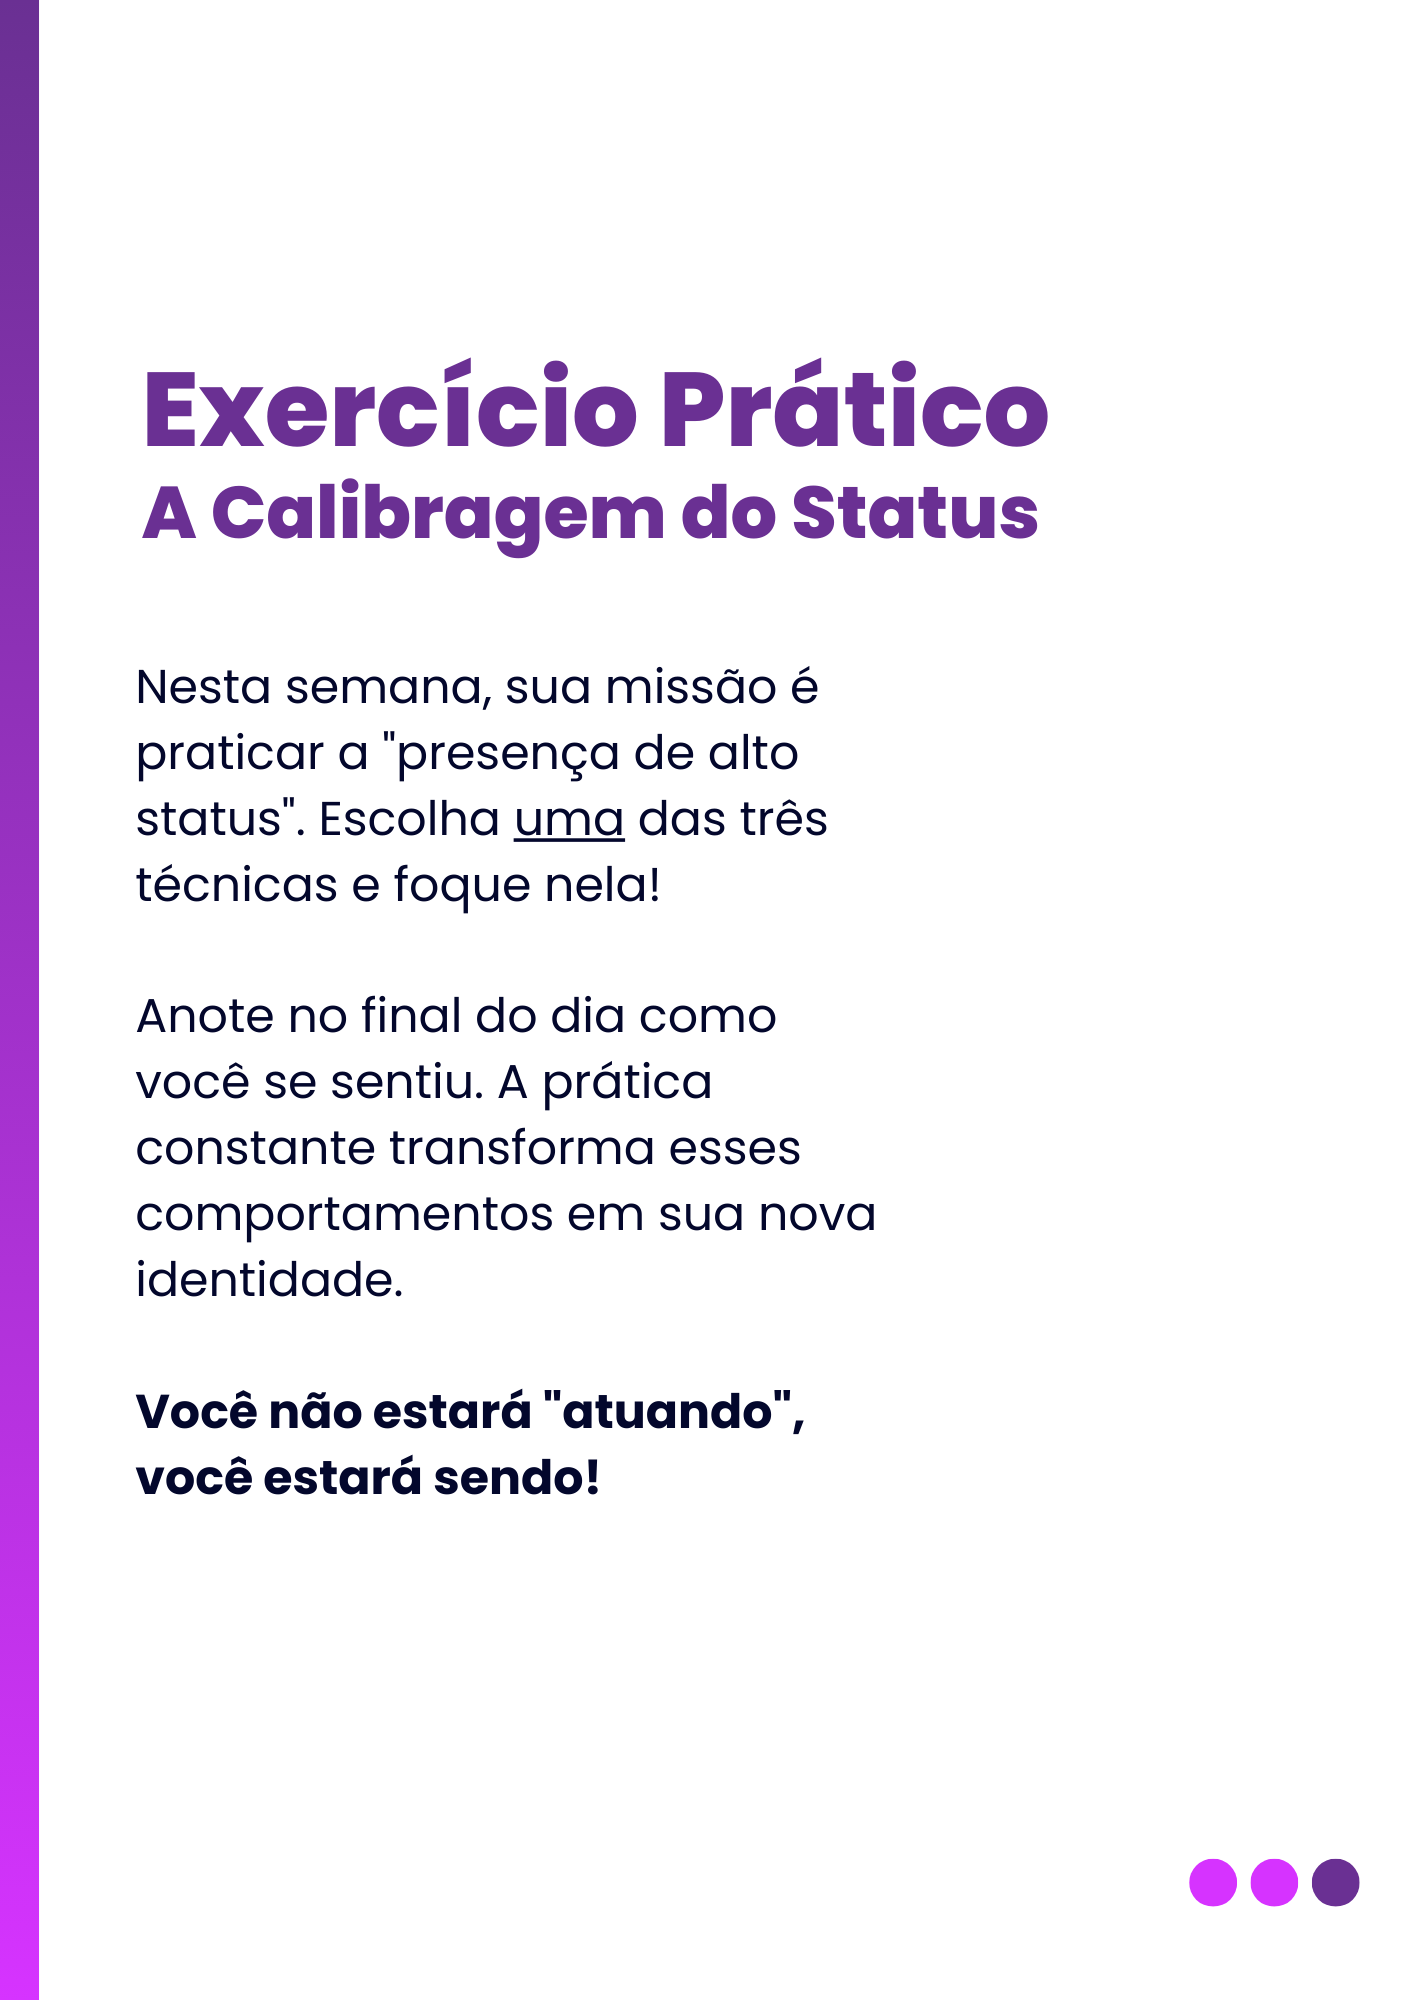 Exercício Prático
A Calibragem do Status
Nesta semana, sua missão é
praticar a "presença de alto
status". Escolha uma das três
técnicas e foque nela!
Anote no final do dia como
você se sentiu. A prática
constante transforma esses
comportamentos em sua nova
identidade.
Você não estará "atuando",
você estará sendo!